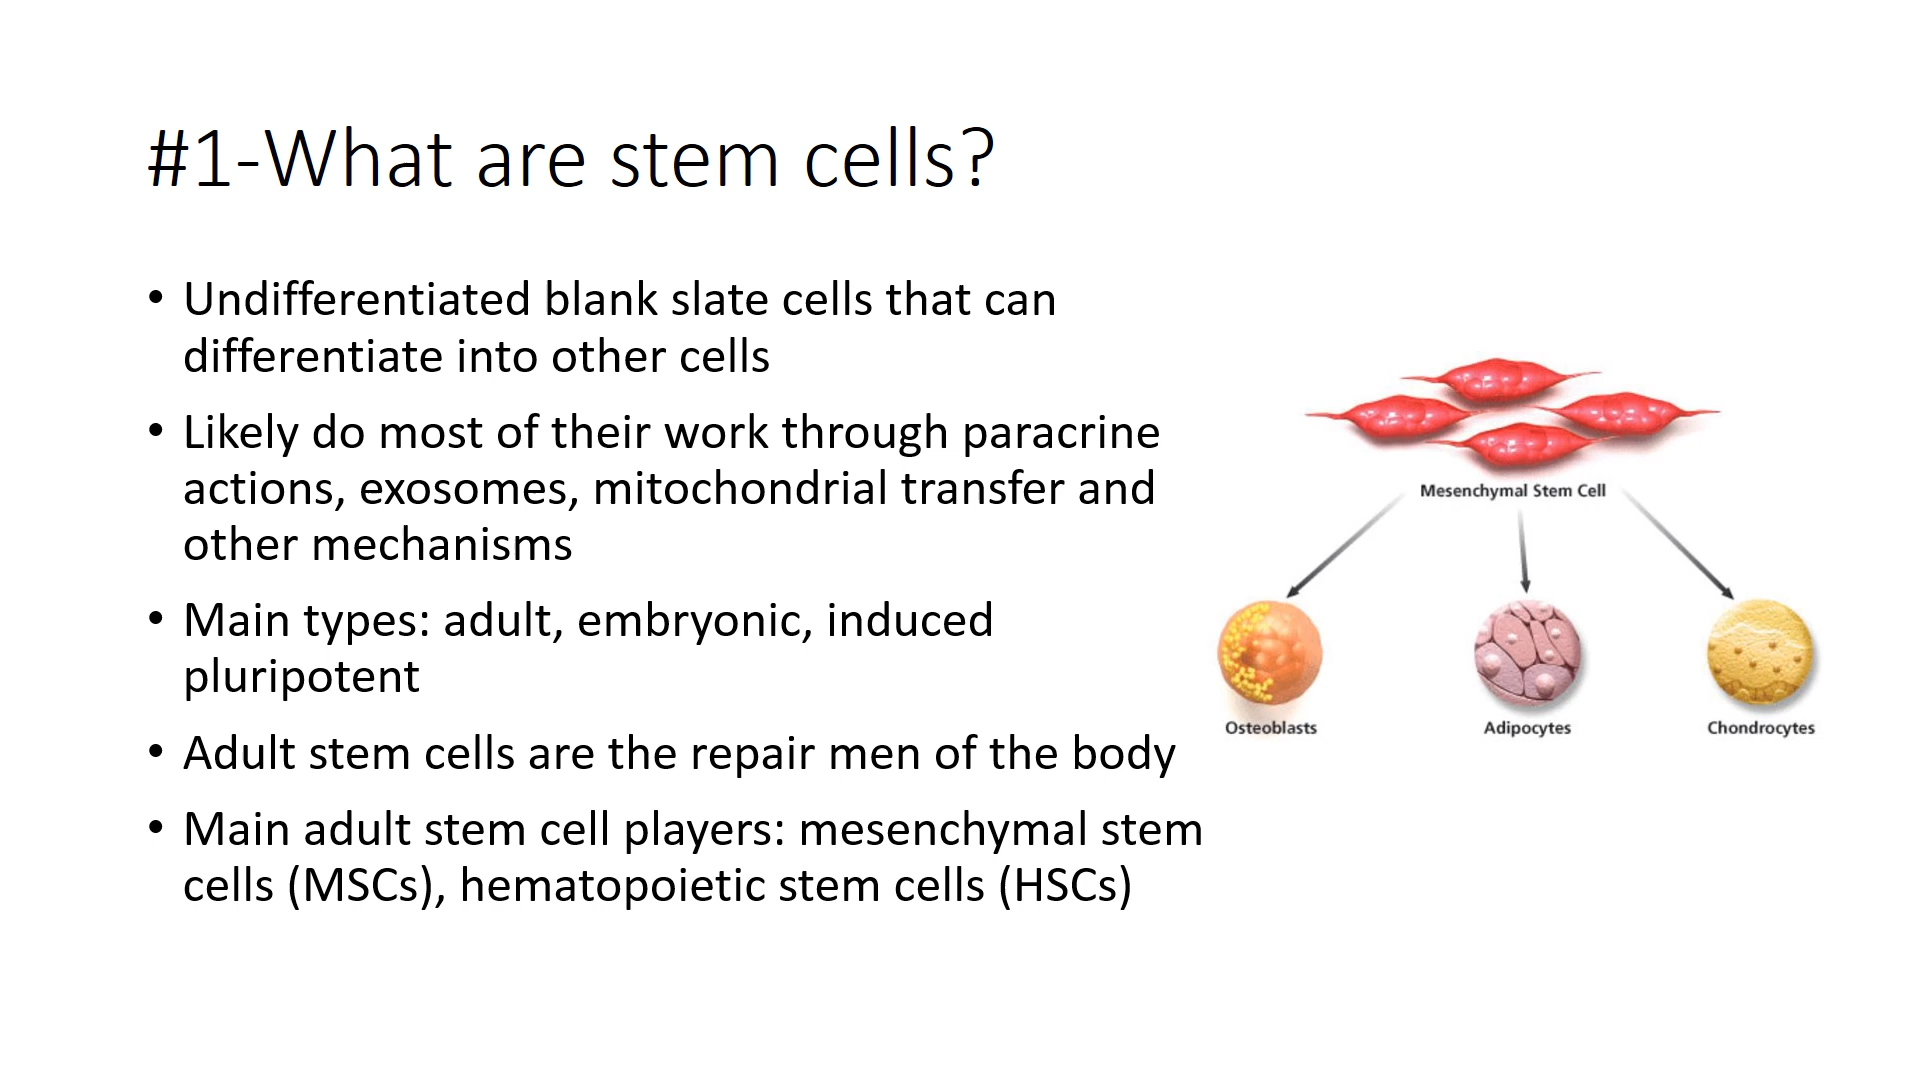 #1-What are stem cells?
• Undifferentiated blank slate cells that can
differentiate into other cells
• Likely do most of their work through paracrine
actions, exosomes, mitochondrial transfer and
other mechanisms
• Main types: adult, embryonic, induced
pluripotent
• Adult stem cells are the repair men of the body
• Main adult stem cell players: mesenchymal stem
cells (MSCs), hematopoietic stem cells (HSCs)
Mesenchymal Stem Cell
Osteoblasts
Adipocytes
Chondrocytes